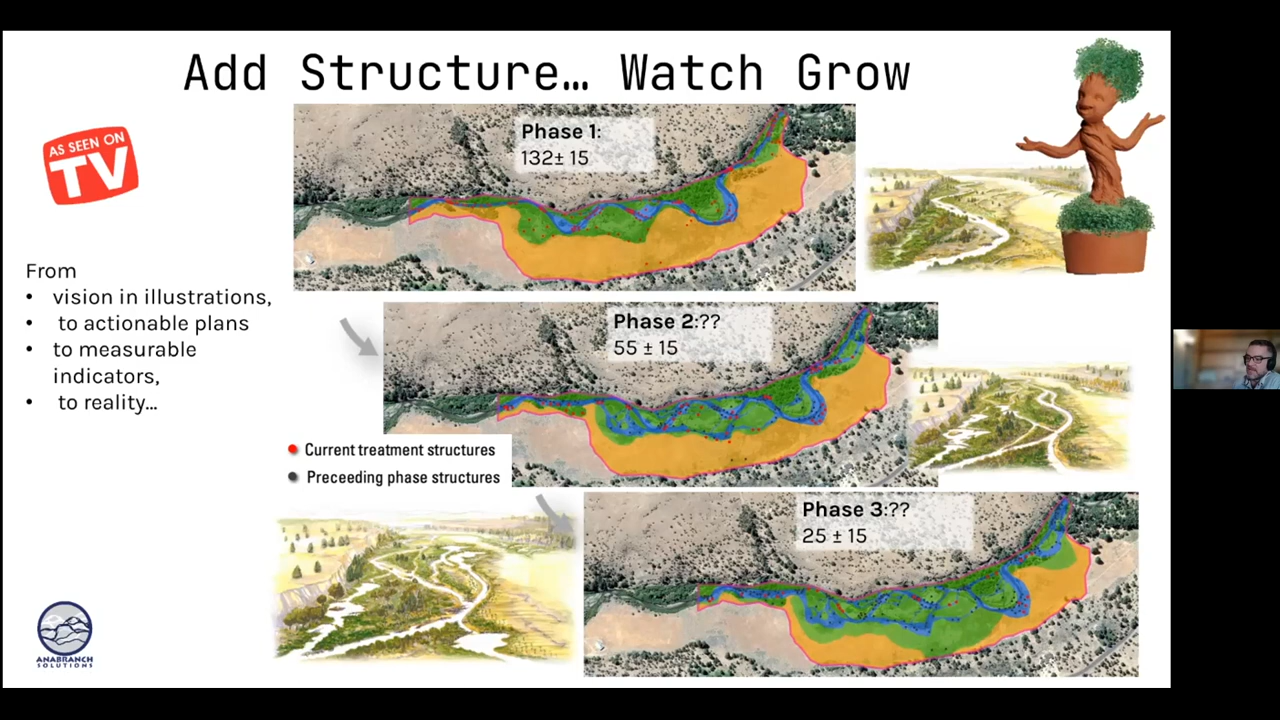 Add Structure… Watch Grow
AS SEEN ON
TV
Phase 1:
132± 15
From
• vision in illustrations,
• to actionable plans
• to measurable
indicators,
• to reality…
Phase 2:??
55 ± 15
Current treatment structures
Preceeding phase structures
Phase 3:??
25 ± 15
ANABRANCH
SOLUTIONS